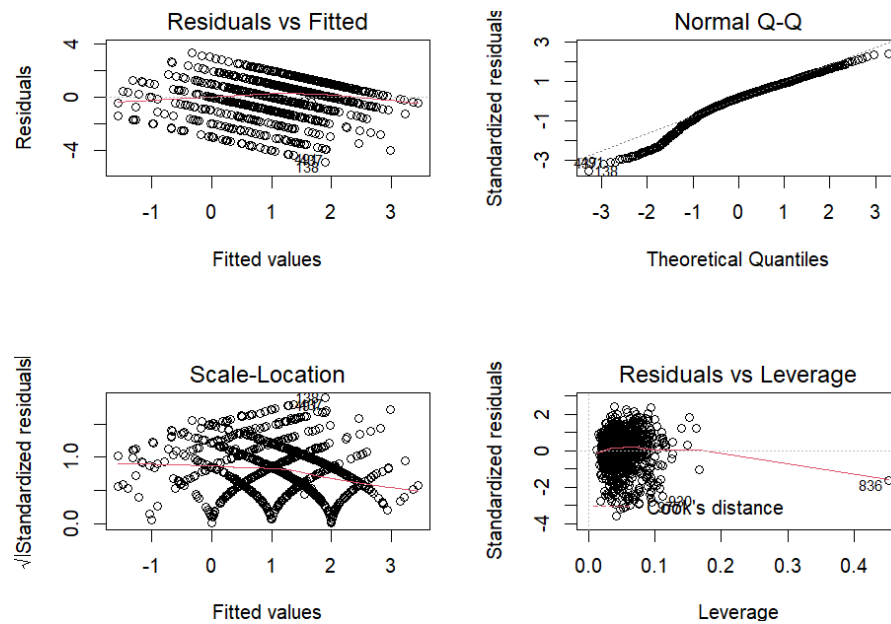 Residuals vs Fitted
Residuals
4
0
-4
138
-1 0 1 2 3
Fitted values
Normal Q-Q
Standardized residuals
3
1
-1
-3
138
-3 -2 -1 0 1 2 3
Theoretical Quantiles
Scale-Location
√|Standardized residuals|
1.0
0.0
138
-1 0 1 2 3
Fitted values
Residuals vs Leverage
Standardized residuals
2
0
-2
-4
836
920
Cook's distance
0.0 0.1 0.2 0.3 0.4
Leverage